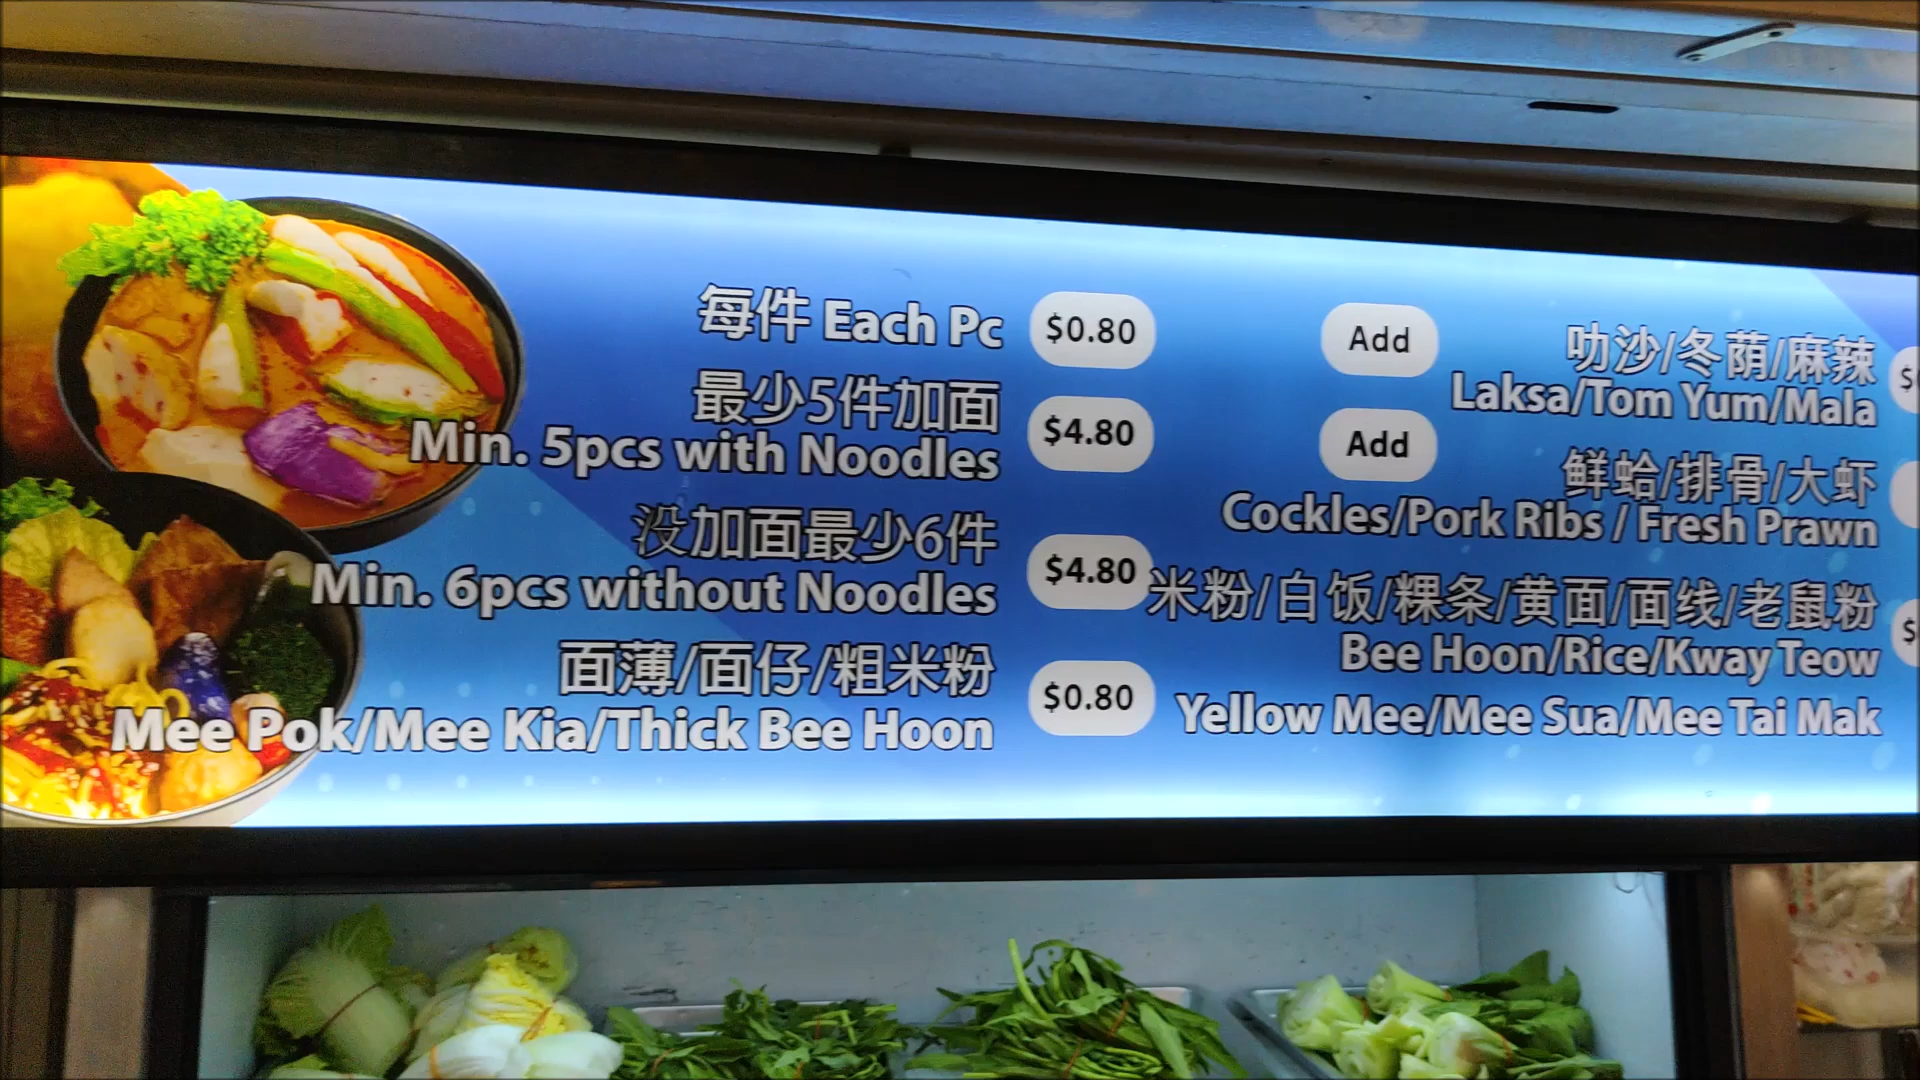 每件 Each Pc $0.80
最少5件加面
Min. 5pcs with Noodles $4.80
没加面最少6件
Min. 6pcs without Noodles $4.80
面薄/面仔/粗米粉
Mee Pok/Mee Kia/Thick Bee Hoon $0.80
Add 叻沙/冬荫/麻辣
Laksa/Tom Yum/Mala
Add 鲜蛤/排骨/大虾
Cockles/Pork Ribs / Fresh Prawn
米粉/白饭/粿条/黄面/面线/老鼠粉
Bee Hoon/Rice/Kway Teow
Yellow Mee/Mee Sua/Mee Tai Mak